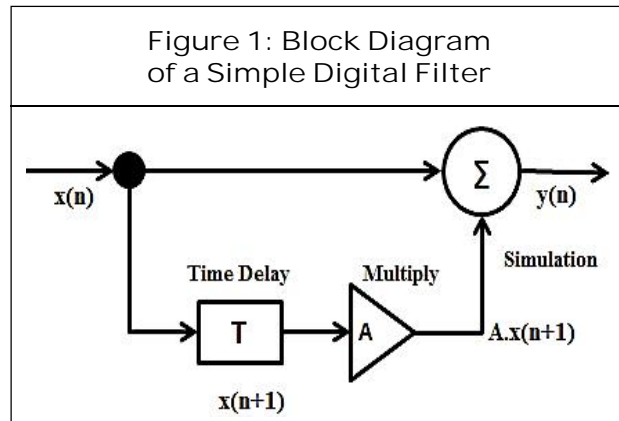 Figure 1: Block Diagram
of a Simple Digital Filter
Σ
x(n)
y(n)
Simulation
Time Delay
Multiply
T
A
A.x(n+1)
x(n+1)